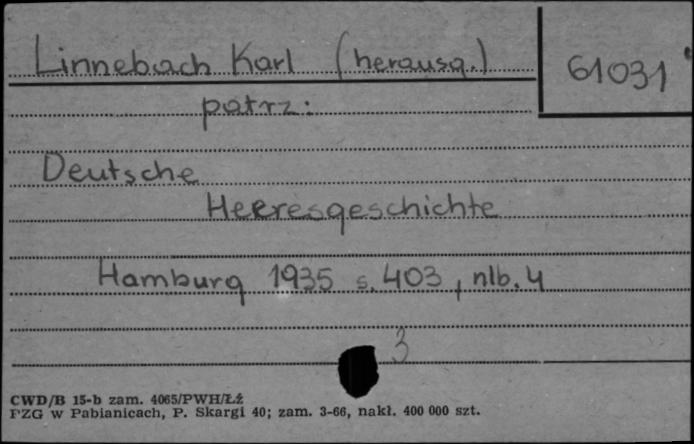 Linnebach Karl (herausg.)
61031
patrz:
Deutsche
Heeresgeschichte
Hamburg 1935 s. 403, nlb. 4
3
CWD/B 15-b zam. 4065/PWH/Łź
PZG w Pabianicach, P. Skargi 40; zam. 3-66, nakł. 400 000 szt.